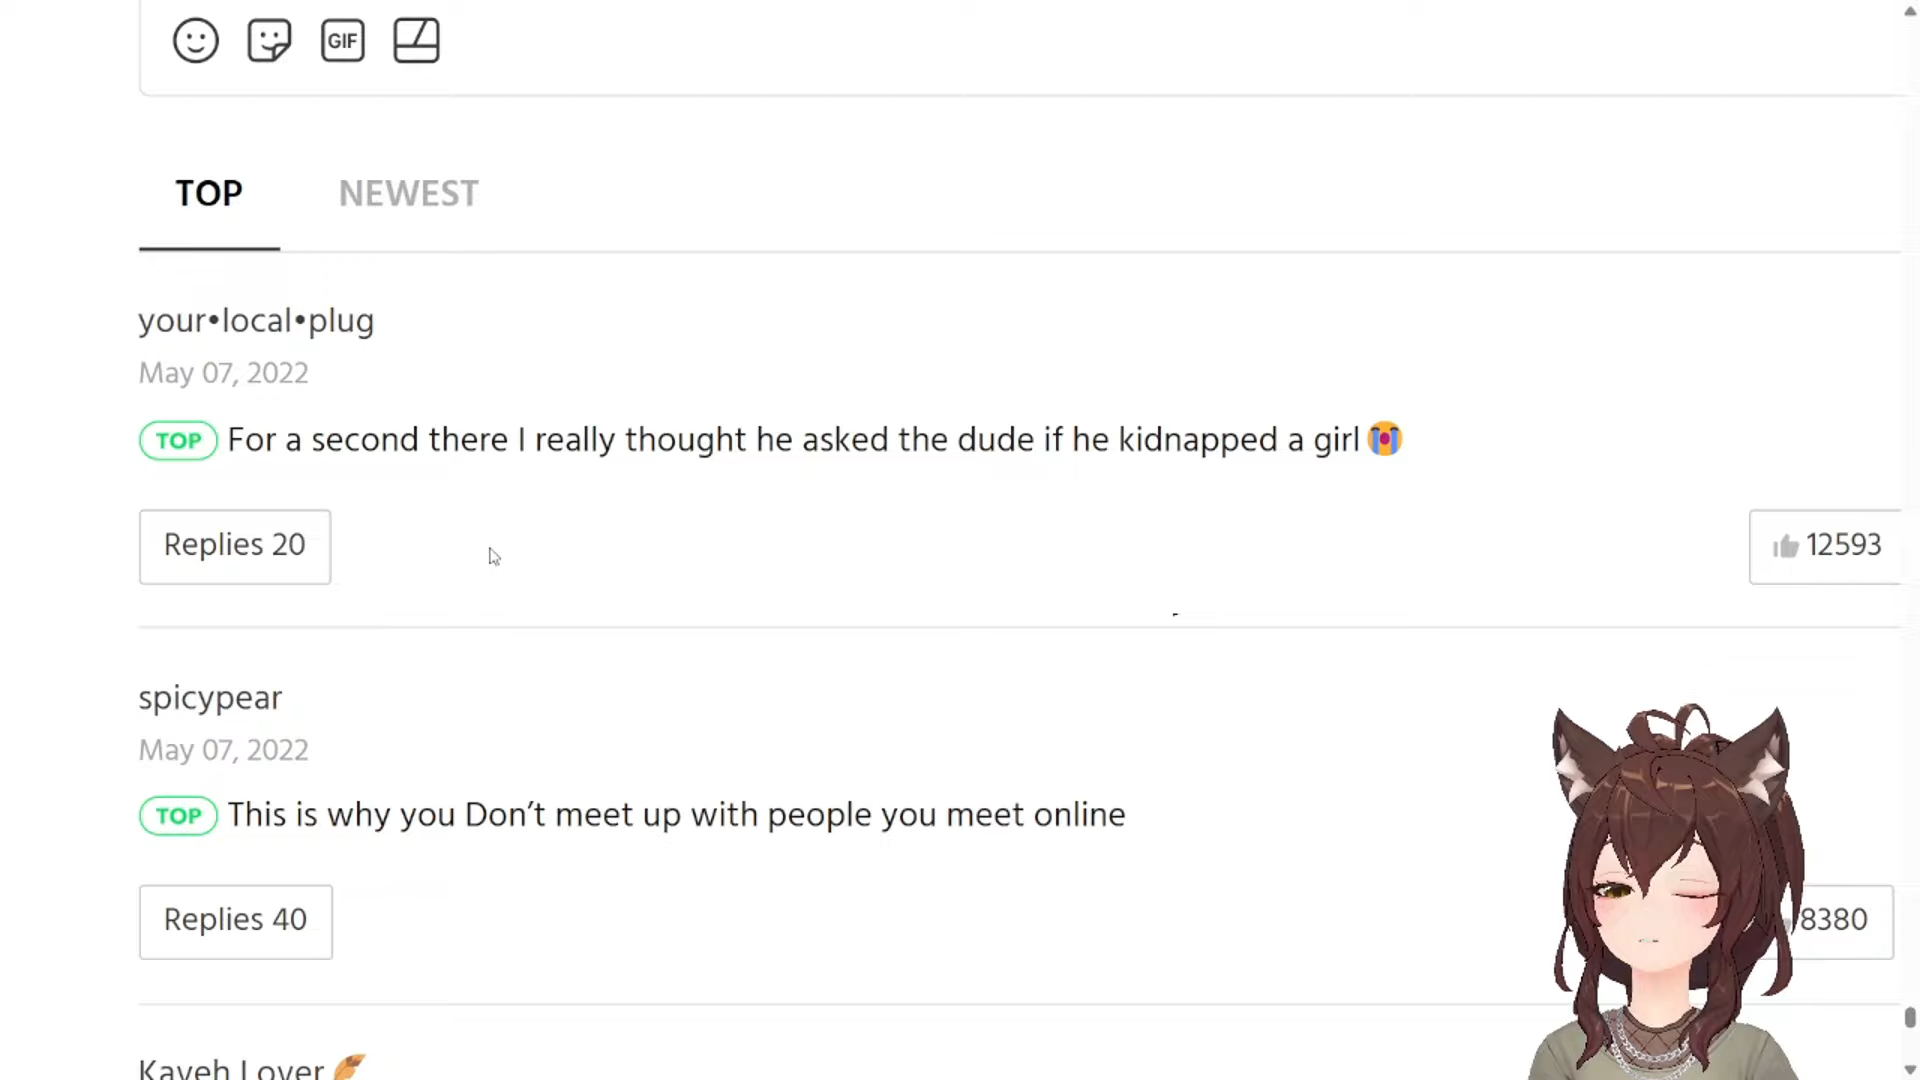 GIF
TOP NEWEST
your•local•plug
May 07, 2022
TOP For a second there I really thought he asked the dude if he kidnapped a girl 😭
Replies 20
12593
spicypear
May 07, 2022
TOP This is why you Don't meet up with people you meet online
Replies 40
8380
Kaveh Lover 🍂